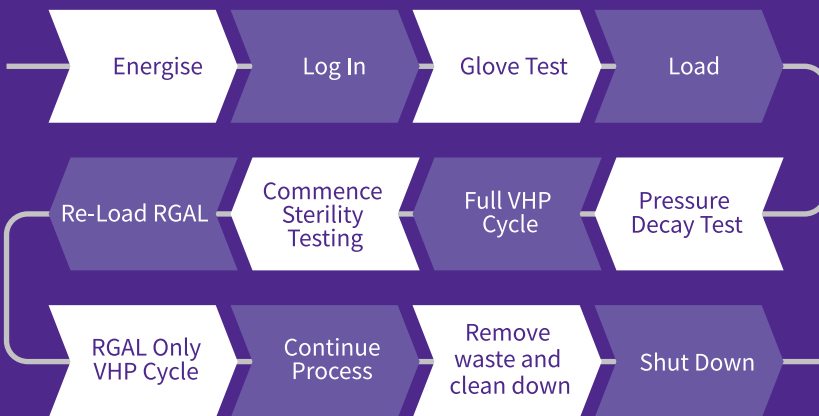 Energise
Log In
Glove Test
Load
Pressure
Decay Test
Full VHP
Cycle
Commence
Sterility
Testing
Re-Load RGAL
RGAL Only
VHP Cycle
Continue
Process
Remove
waste and
clean down
Shut Down